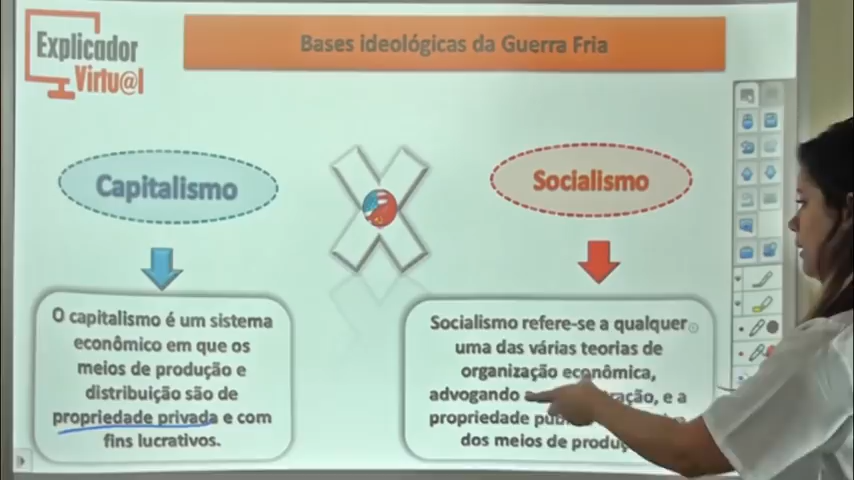 Explicador
Virtu@l
Bases ideológicas da Guerra Fria
Capitalismo
Socialismo
O capitalismo é um sistema
econômico em que os
meios de produção e
distribuição são de
propriedade privada e com
fins lucrativos.
Socialismo refere-se a qualquer
uma das várias teorias de
organização econômica,
advogando e a
propriedade
dos meios de